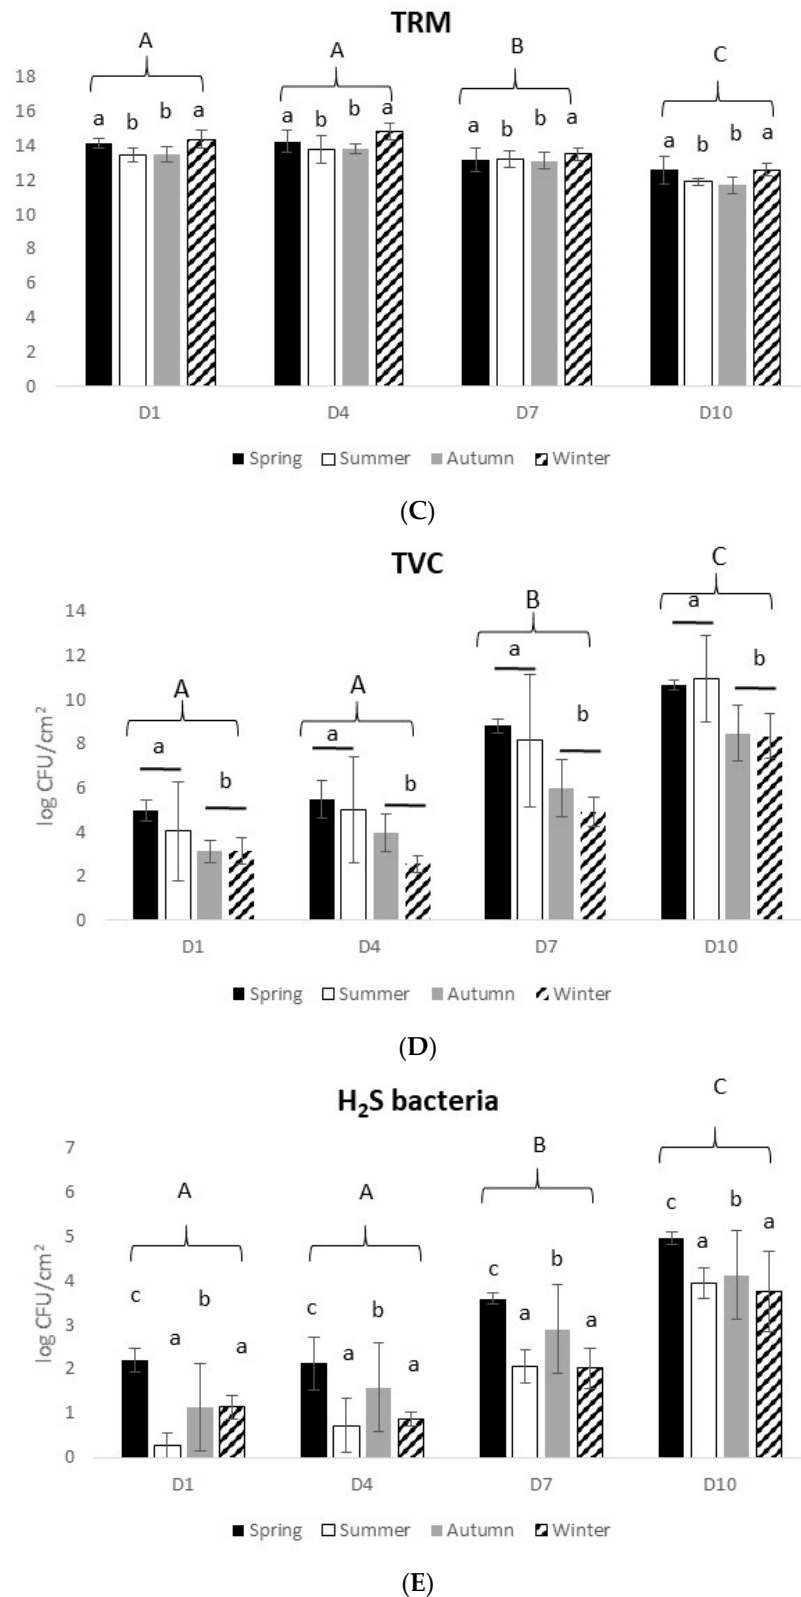 TRM
A A B C
18
16
14
12
10
8
6
4
2
0
a b b a a b b a a b b a a b b a
D1 D4 D7 D10
Spring Summer Autumn Winter
(C)
TVC
A A B C
log CFU/cm²
14
12
10
8
6
4
2
0
a b a b a b a b
D1 D4 D7 D10
Spring Summer Autumn Winter
(D)
H₂S bacteria
A A B C
log CFU/cm²
7
6
5
4
3
2
1
0
c a b a c a b a c a b a c a b a
D1 D4 D7 D10
Spring Summer Autumn Winter
(E)